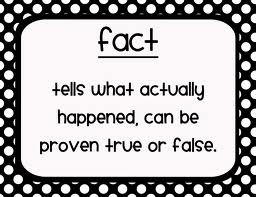 fact
tells what actually
happened, can be
proven true or false.